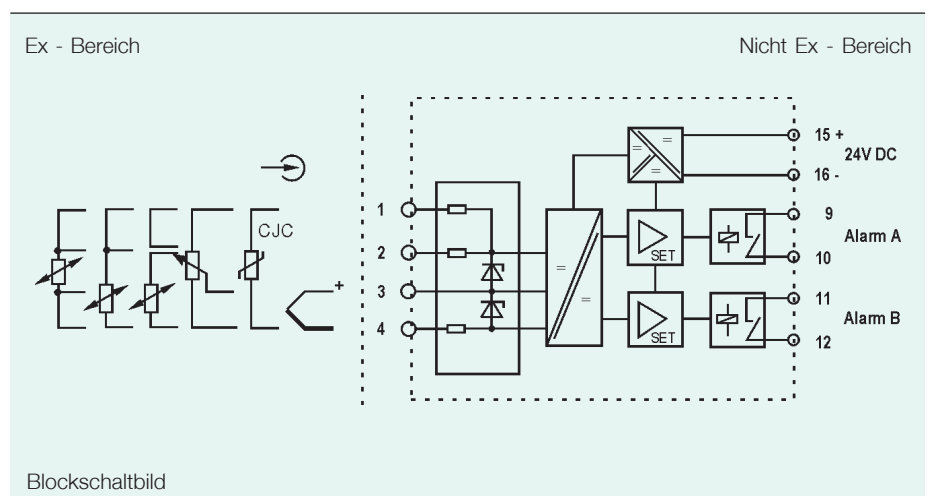 Ex - Bereich
Nicht Ex - Bereich
15 +
24V DC
16 -
1
9
CJC
Alarm A
2
SET
10
+
3
11
Alarm B
4
SET
12
Blockschaltbild